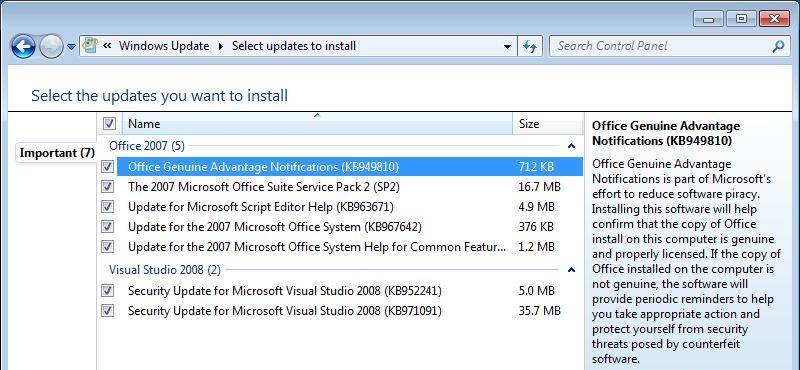 « Windows Update ▸ Select updates to install
Search Control Panel
Select the updates you want to install
Name Size
Important (7)
Office 2007 (5)
Office Genuine Advantage Notifications (KB949810) 712 KB
The 2007 Microsoft Office Suite Service Pack 2 (SP2) 16.7 MB
Update for Microsoft Script Editor Help (KB963671) 4.9 MB
Update for the 2007 Microsoft Office System (KB967642) 376 KB
Update for the 2007 Microsoft Office System Help for Common Featur... 1.2 MB
Visual Studio 2008 (2)
Security Update for Microsoft Visual Studio 2008 (KB952241) 5.0 MB
Security Update for Microsoft Visual Studio 2008 (KB971091) 35.7 MB
Office Genuine Advantage
Notifications (KB949810)
Office Genuine Advantage
Notifications is part of Microsoft's
effort to reduce software piracy.
Installing this software will help
confirm that the copy of Office
install on this computer is genuine
and properly licensed. If the copy of
Office installed on the computer is
not genuine, the software will
provide periodic reminders to help
you take appropriate action and
protect yourself from security
threats posed by counterfeit
software.